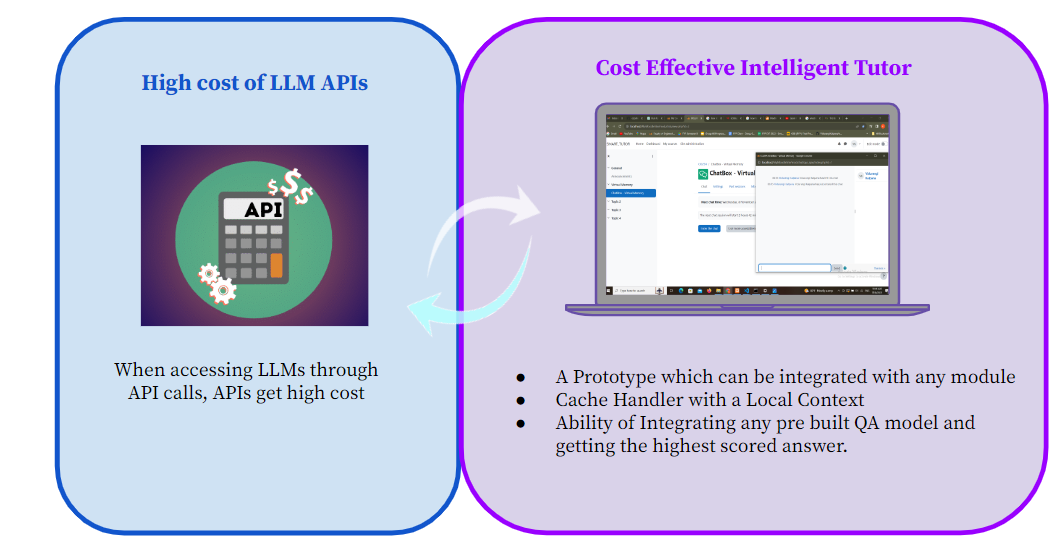 High cost of LLM APIs
API
When accessing LLMs through
API calls, APIs get high cost
Cost Effective Intelligent Tutor
ChatBox - Virtual
● A Prototype which can be integrated with any module
● Cache Handler with a Local Context
● Ability of Integrating any pre built QA model and
getting the highest scored answer.